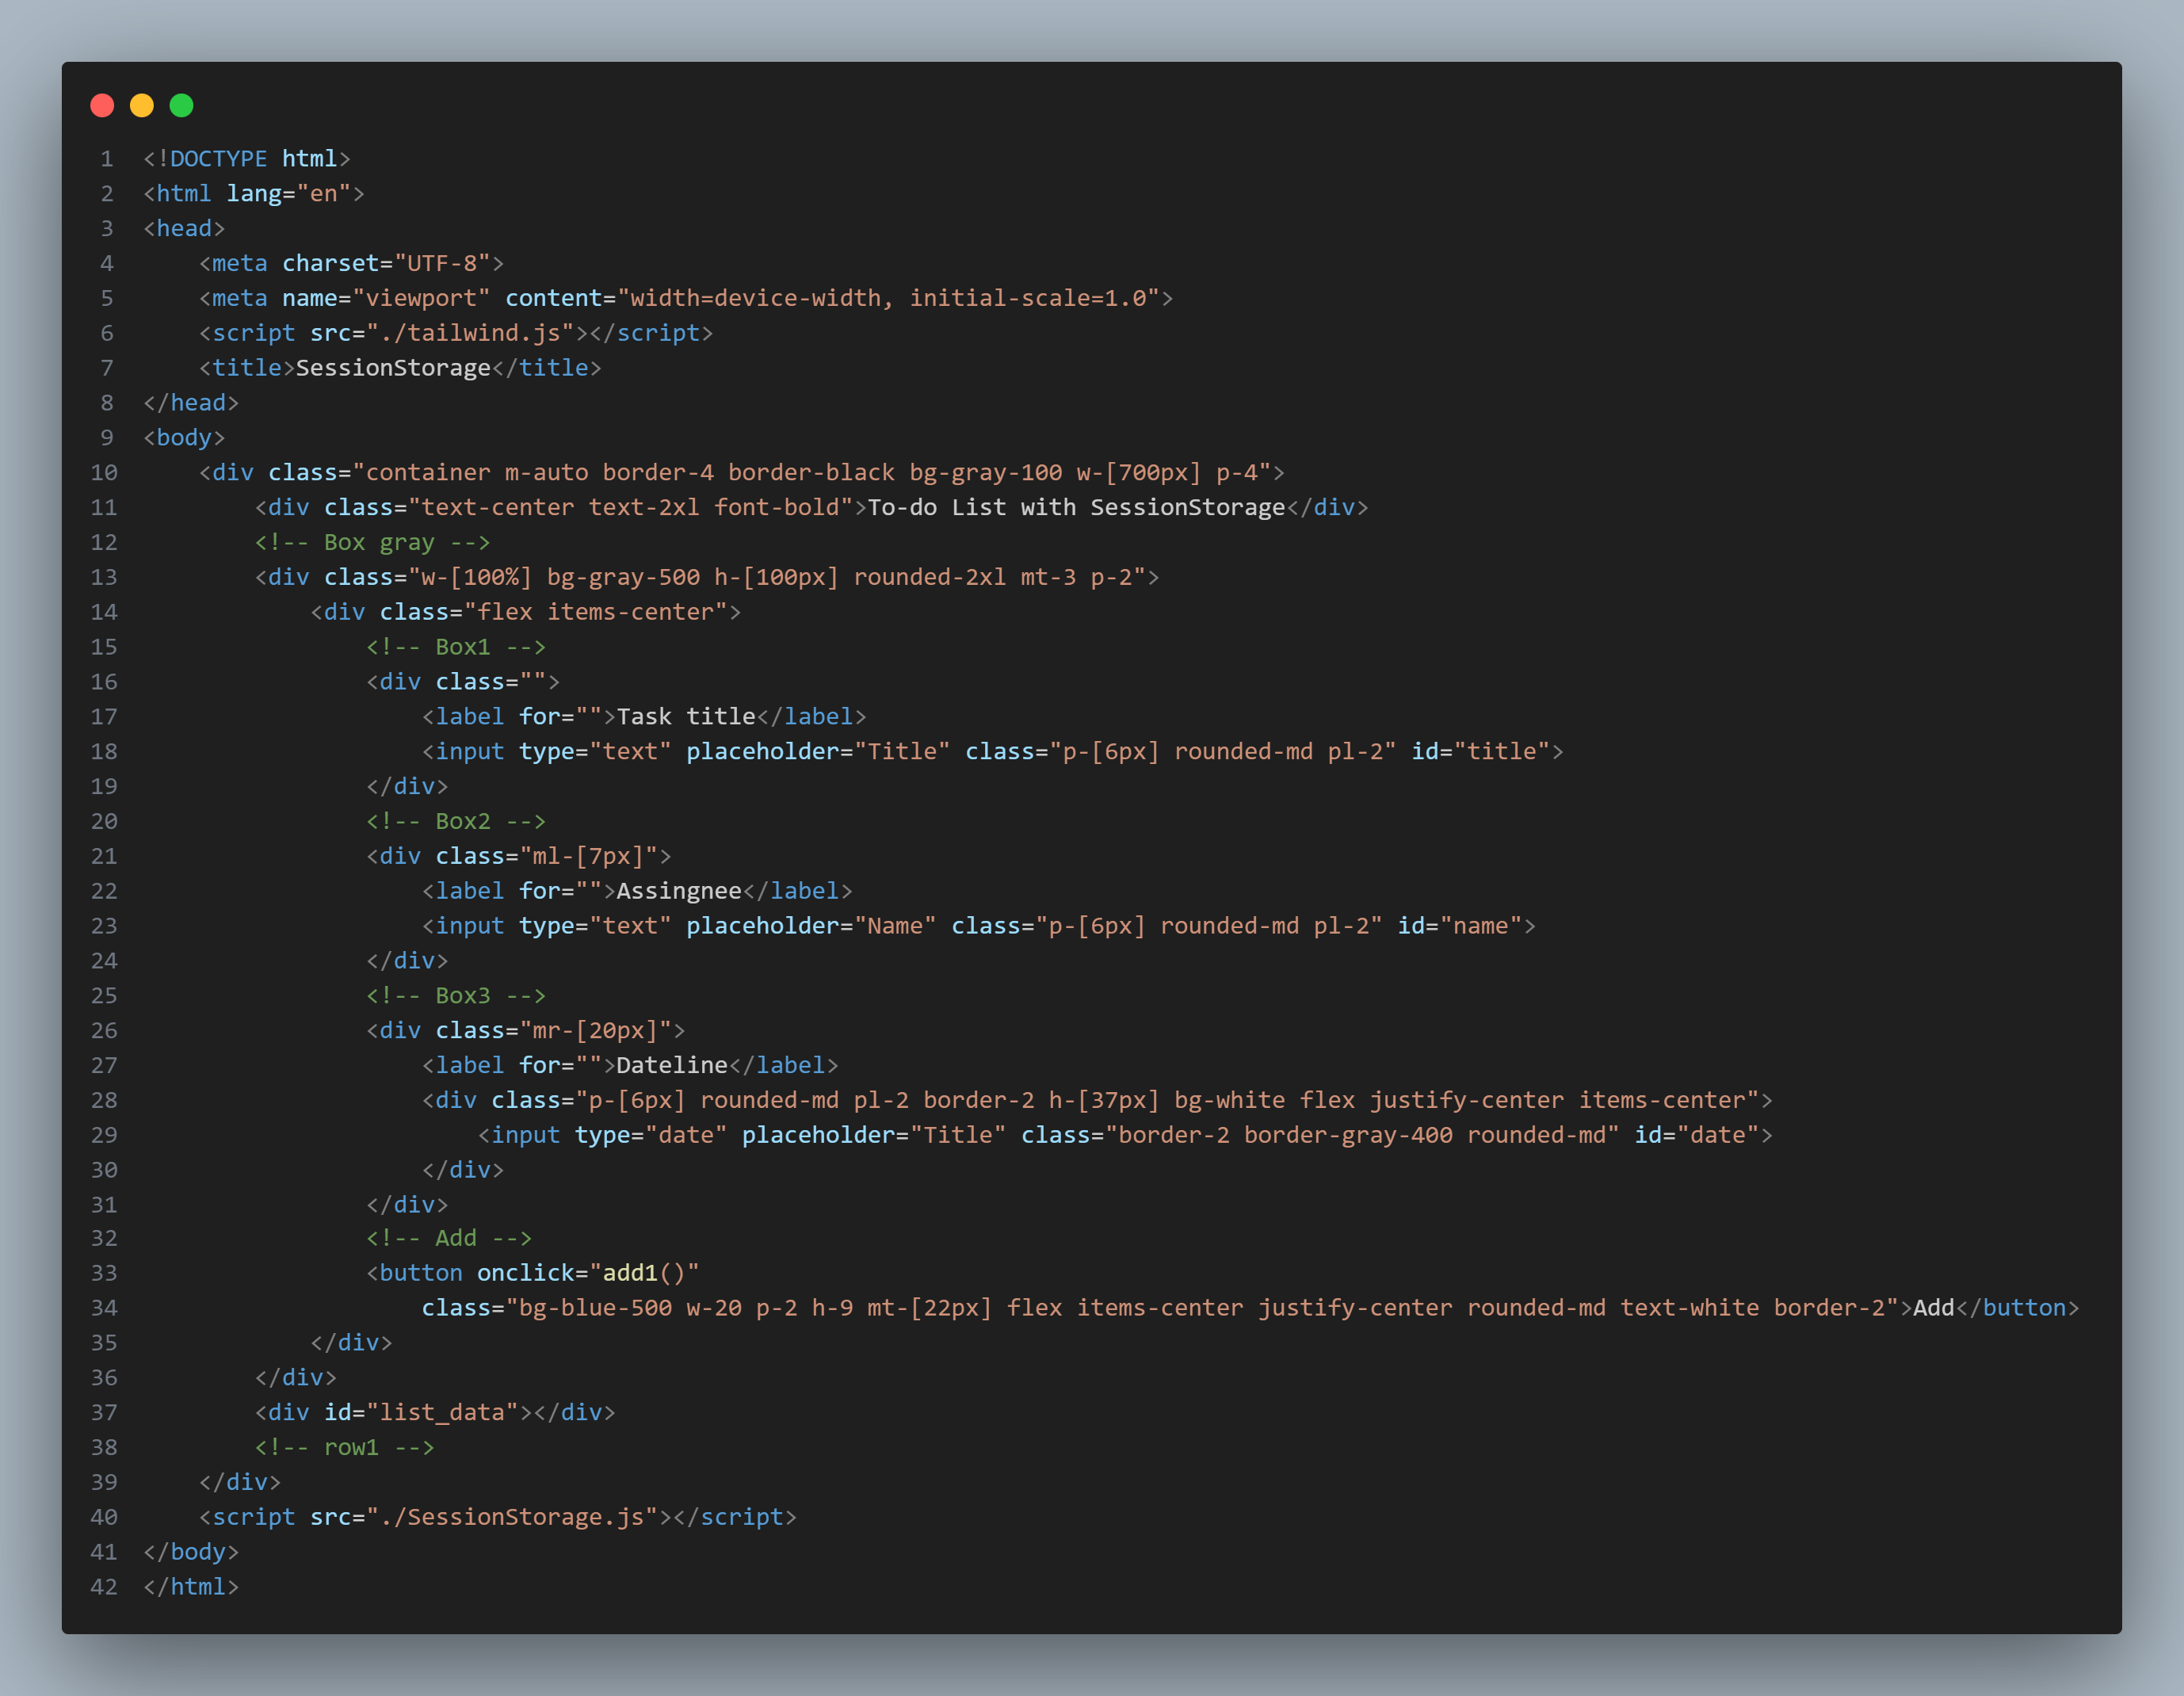 1 <!DOCTYPE html>
2 <html lang="en">
3 <head>
4     <meta charset="UTF-8">
5     <meta name="viewport" content="width=device-width, initial-scale=1.0">
6     <script src="./tailwind.js"></script>
7     <title>SessionStorage</title>
8 </head>
9 <body>
10     <div class="container m-auto border-4 border-black bg-gray-100 w-[700px] p-4">
11         <div class="text-center text-2xl font-bold">To-do List with SessionStorage</div>
12         <!-- Box gray -->
13         <div class="w-[100%] bg-gray-500 h-[100px] rounded-2xl mt-3 p-2">
14             <div class="flex items-center">
15                 <!-- Box1 -->
16                 <div class="">
17                     <label for="">Task title</label>
18                     <input type="text" placeholder="Title" class="p-[6px] rounded-md pl-2" id="title">
19                 </div>
20                 <!-- Box2 -->
21                 <div class="ml-[7px]">
22                     <label for="">Assingnee</label>
23                     <input type="text" placeholder="Name" class="p-[6px] rounded-md pl-2" id="name">
24                 </div>
25                 <!-- Box3 -->
26                 <div class="mr-[20px]">
27                     <label for="">Dateline</label>
28                     <div class="p-[6px] rounded-md pl-2 border-2 h-[37px] bg-white flex justify-center items-center">
29                         <input type="date" placeholder="Title" class="border-2 border-gray-400 rounded-md" id="date">
30                     </div>
31                 </div>
32                 <!-- Add -->
33                 <button onclick="add1()"
34                     class="bg-blue-500 w-20 p-2 h-9 mt-[22px] flex items-center justify-center rounded-md text-white border-2">Add</button>
35             </div>
36         </div>
37         <div id="list_data"></div>
38         <!-- row1 -->
39     </div>
40     <script src="./SessionStorage.js"></script>
41 </body>
42 </html>